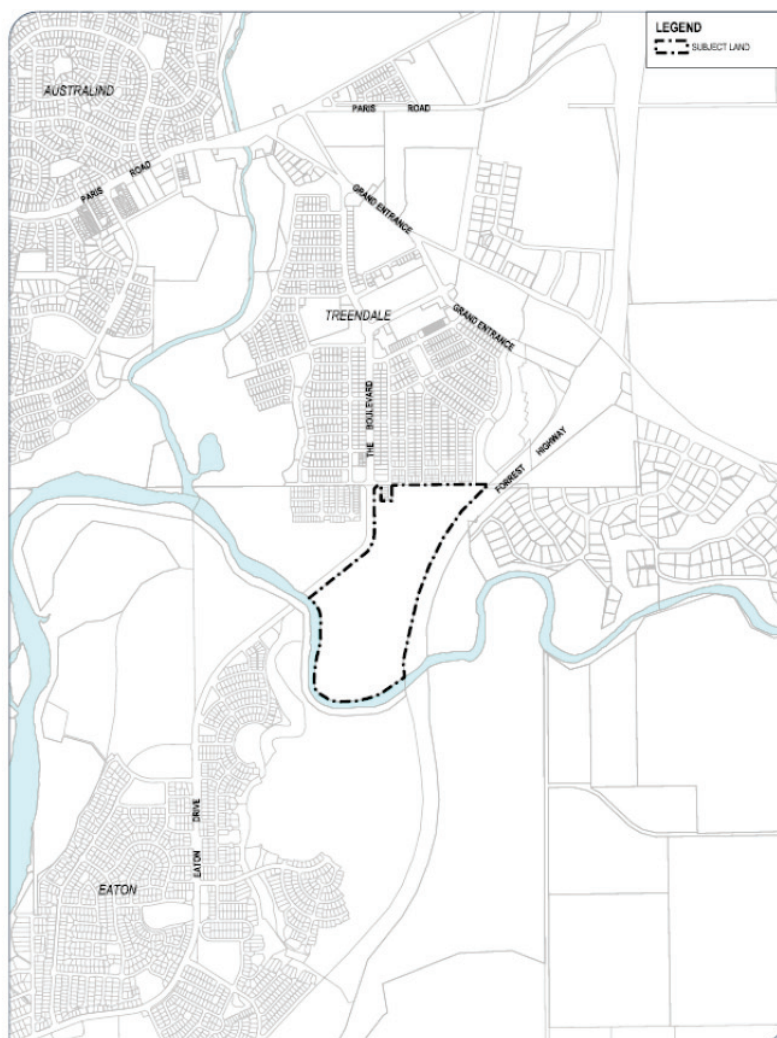 LEGEND
SUBJECT LAND
AUSTRALIND
PARIS ROAD
PARIS ROAD
GRAND ENTRANCE
TREENDALE
GRAND ENTRANCE
THE BOULEVARD
FORREST HIGHWAY
EATON DRIVE
EATON